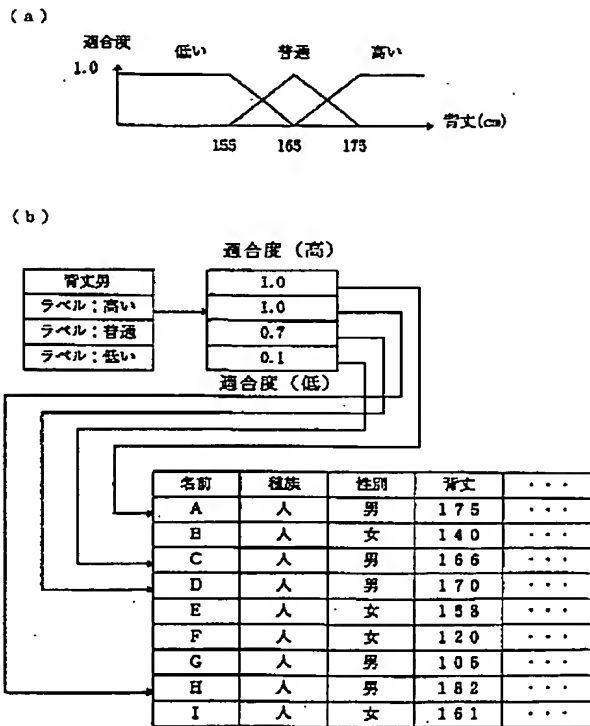 (a)
適合度
低い 普通 高い
1.0
背丈(cm)
155 165 175
(b)
適合度(高)
背丈男
1.0
ラベル:高い
1.0
ラベル:普通
0.7
ラベル:低い
0.1
適合度(低)
名前 種族 性別 背丈 ・・・
A 人 男 175 ・・・
B 人 女 140 ・・・
C 人 男 166 ・・・
D 人 男 170 ・・・
E 人 女 158 ・・・
F 人 女 120 ・・・
G 人 男 105 ・・・
H 人 男 182 ・・・
I 人 女 161 ・・・